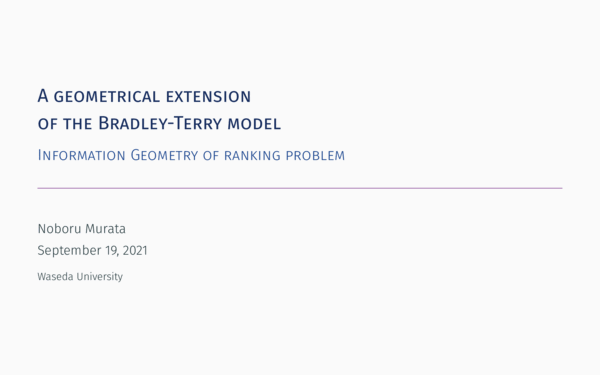 A geometrical extension
of the Bradley-Terry model
Information Geometry of ranking problem
Noboru Murata
September 19, 2021
Waseda University